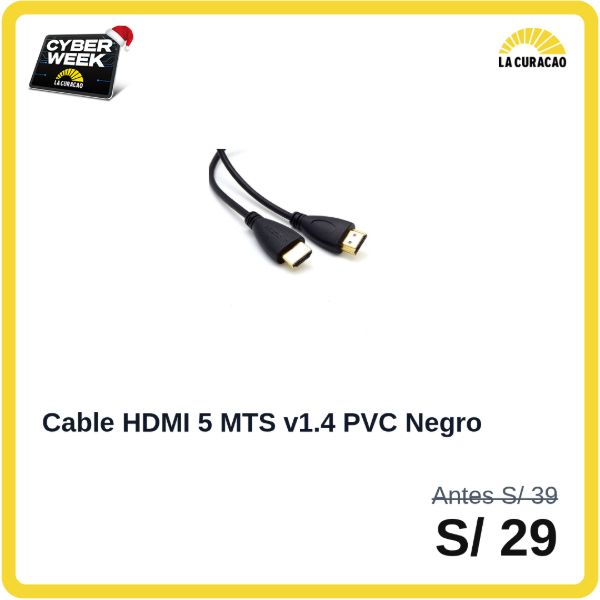 CYBER
WEEK
LA CURACAO
LA CURACAO
Cable HDMI 5 MTS v1.4 PVC Negro
Antes S/ 39
S/ 29